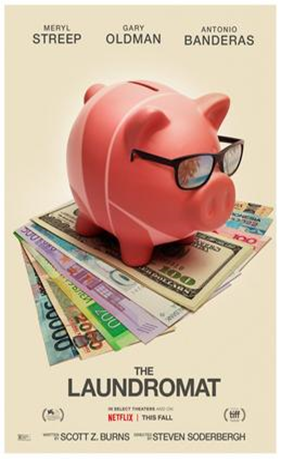 MERYL
STREEP
GARY
OLDMAN
ANTONIO
BANDERAS
THE
LAUNDROMAT
IN SELECT THEATERS AND ON
NETFLIX | THIS FALL
tiff
WRITTEN BY SCOTT Z. BURNS DIRECTED BY STEVEN SODERBERGH